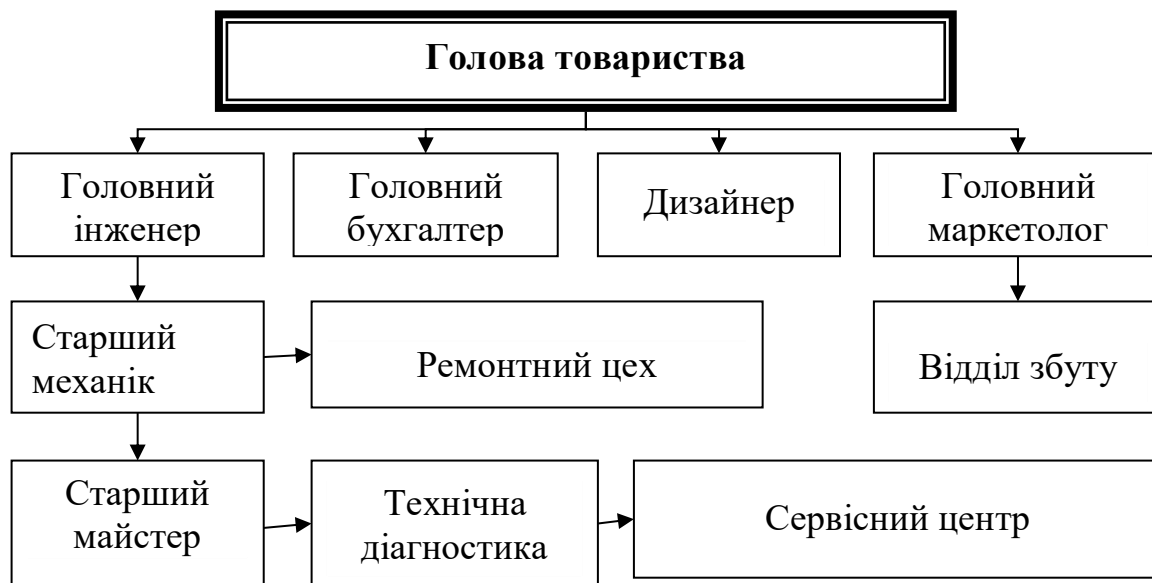 Голова товариства
Головний
інженер
Головний
бухгалтер
Дизайнер
Головний
маркетолог
Старший
механік
Ремонтний цех
Відділ збуту
Старший
майстер
Технічна
діагностика
Сервісний центр